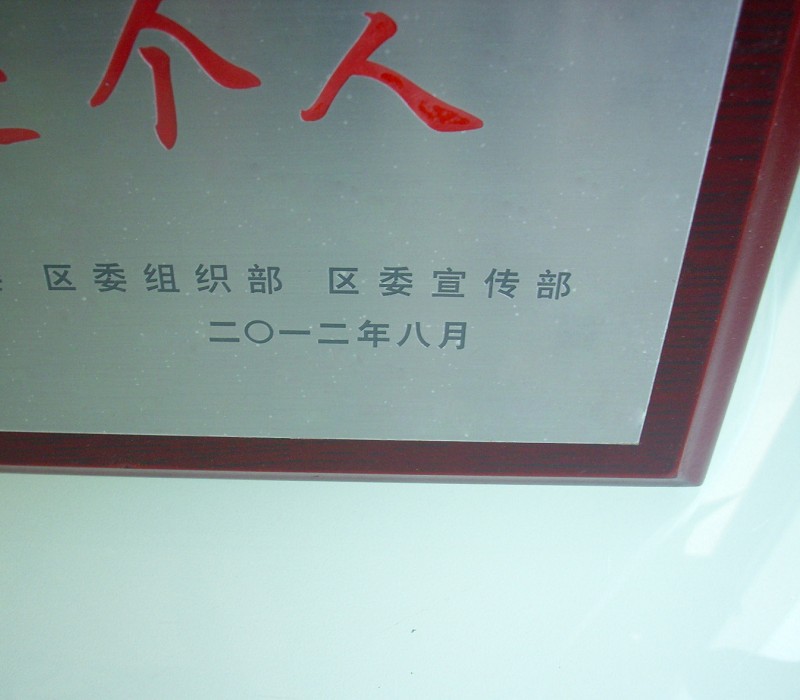 个人
区委组织部 区委宣传部
二〇一二年八月